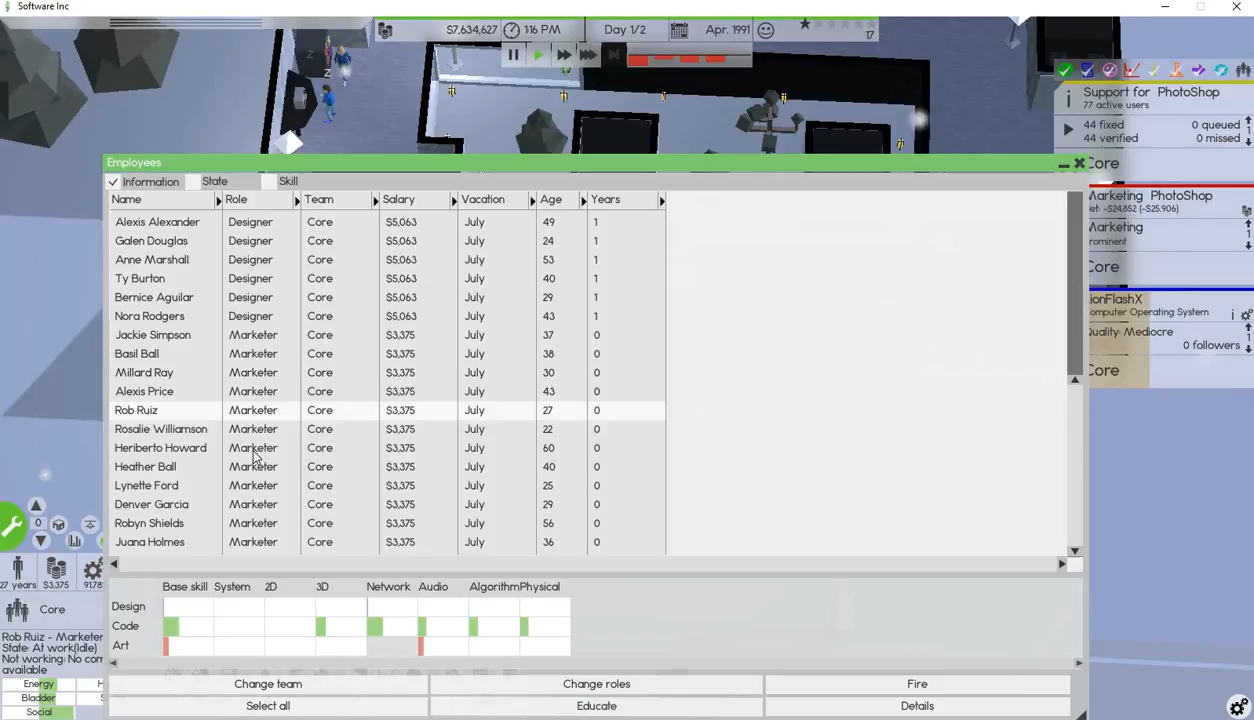 Software Inc
$7,634,627
1:16 PM
Day 1/2
Apr. 1991
17
Support for PhotoShop
77 active users
44 fixed 0 queued
44 verified 0 missed
Core
Marketing PhotoShop
-$24,852 (-$25,906)
Marketing
Core
Computer Operating System
Quality: Mediocre
0 followers
Core
Employees
Information State Skill
Name Role Team Salary Vacation Age Years
Alexis Alexander Designer Core $5,063 July 49 1
Galen Douglas Designer Core $5,063 July 24 1
Anne Marshall Designer Core $5,063 July 53 1
Ty Burton Designer Core $5,063 July 40 1
Bernice Aguilar Designer Core $5,063 July 29 1
Nora Rodgers Designer Core $5,063 July 43 1
Jackie Simpson Marketer Core $3,375 July 37 0
Basil Ball Marketer Core $3,375 July 38 0
Millard Ray Marketer Core $3,375 July 30 0
Alexis Price Marketer Core $3,375 July 43 0
Rob Ruiz Marketer Core $3,375 July 27 0
Rosalie Williamson Marketer Core $3,375 July 22 0
Heriberto Howard Marketer Core $3,375 July 60 0
Heather Ball Marketer Core $3,375 July 40 0
Lynette Ford Marketer Core $3,375 July 25 0
Denver Garcia Marketer Core $3,375 July 29 0
Robyn Shields Marketer Core $3,375 July 56 0
Juana Holmes Marketer Core $3,375 July 36 0
Base skill System 2D 3D Network Audio Algorithm Physical
Design
Code
Art
Change team Change roles Fire
Select all Educate Details
0
27 years $3,375
Core
Rob Ruiz - Marketer
State: At work(Idle)
Not working: No com
available
Energy
Bladder
Social